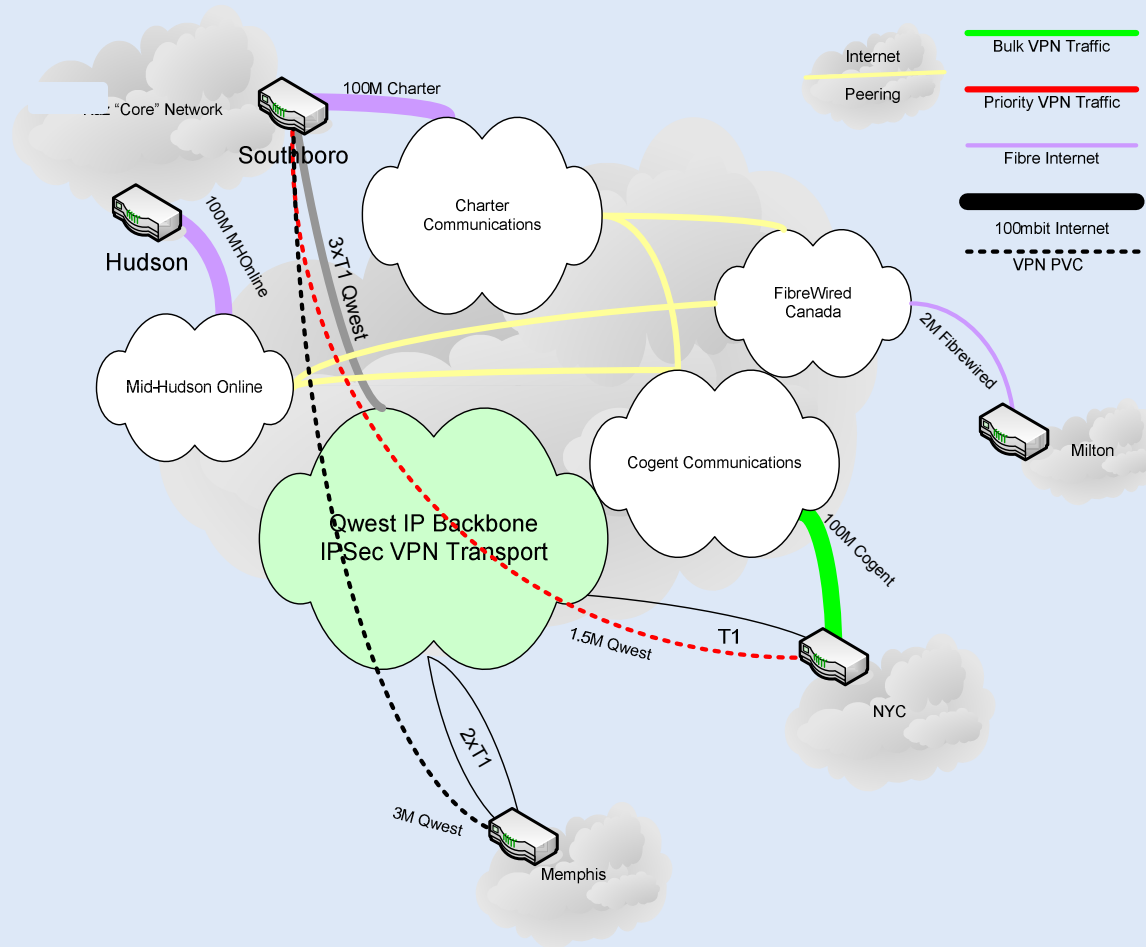 “Core” Network
Southboro
100M Charter
Hudson
100M MHOnline
3xT1 Qwest
Charter
Communications
Internet
Peering
Bulk VPN Traffic
Priority VPN Traffic
Fibre Internet
100mbit Internet
VPN PVC
FibreWired
Canada
2M Fibrewired
Milton
Mid-Hudson Online
Cogent Communications
100M Cogent
Qwest IP Backbone
IPSec VPN Transport
1.5M Qwest
T1
NYC
2xT1
3M Qwest
Memphis